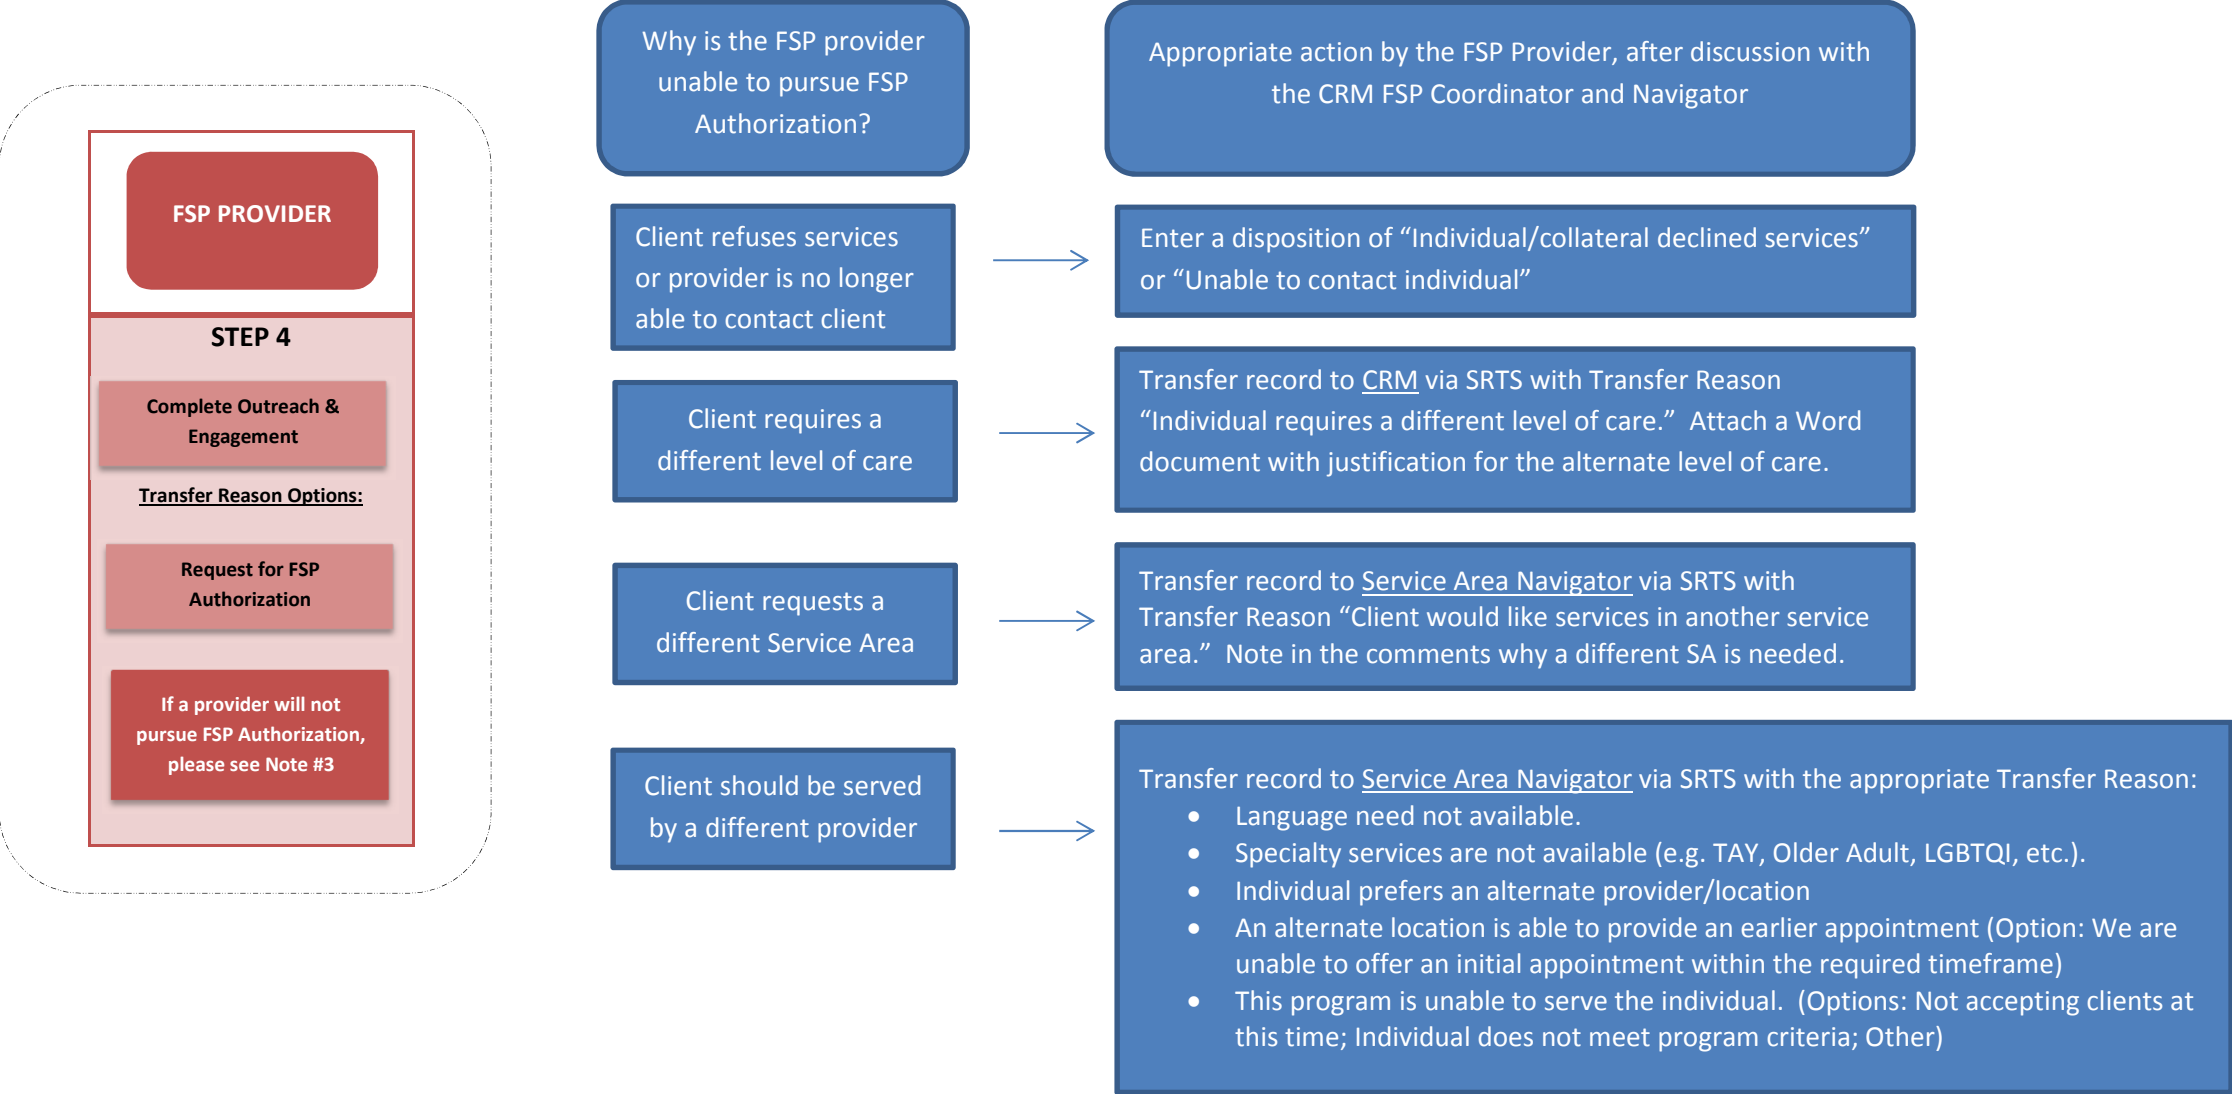 FSP PROVIDER
STEP 4
Complete Outreach &
Engagement
Transfer Reason Options:
Request for FSP
Authorization
If a provider will not
pursue FSP Authorization,
please see Note #3
Why is the FSP provider
unable to pursue FSP
Authorization?
Appropriate action by the FSP Provider, after discussion with
the CRM FSP Coordinator and Navigator
Client refuses services
or provider is no longer
able to contact client
Enter a disposition of “Individual/collateral declined services”
or “Unable to contact individual”
Client requires a
different level of care
Transfer record to CRM via SRTS with Transfer Reason
“Individual requires a different level of care.”  Attach a Word
document with justification for the alternate level of care.
Client requests a
different Service Area
Transfer record to Service Area Navigator via SRTS with
Transfer Reason “Client would like services in another service
area.”  Note in the comments why a different SA is needed.
Client should be served
by a different provider
Transfer record to Service Area Navigator via SRTS with the appropriate Transfer Reason:
• Language need not available.
• Specialty services are not available (e.g. TAY, Older Adult, LGBTQI, etc.).
• Individual prefers an alternate provider/location
• An alternate location is able to provide an earlier appointment (Option: We are
unable to offer an initial appointment within the required timeframe)
• This program is unable to serve the individual.  (Options: Not accepting clients at
this time; Individual does not meet program criteria; Other)